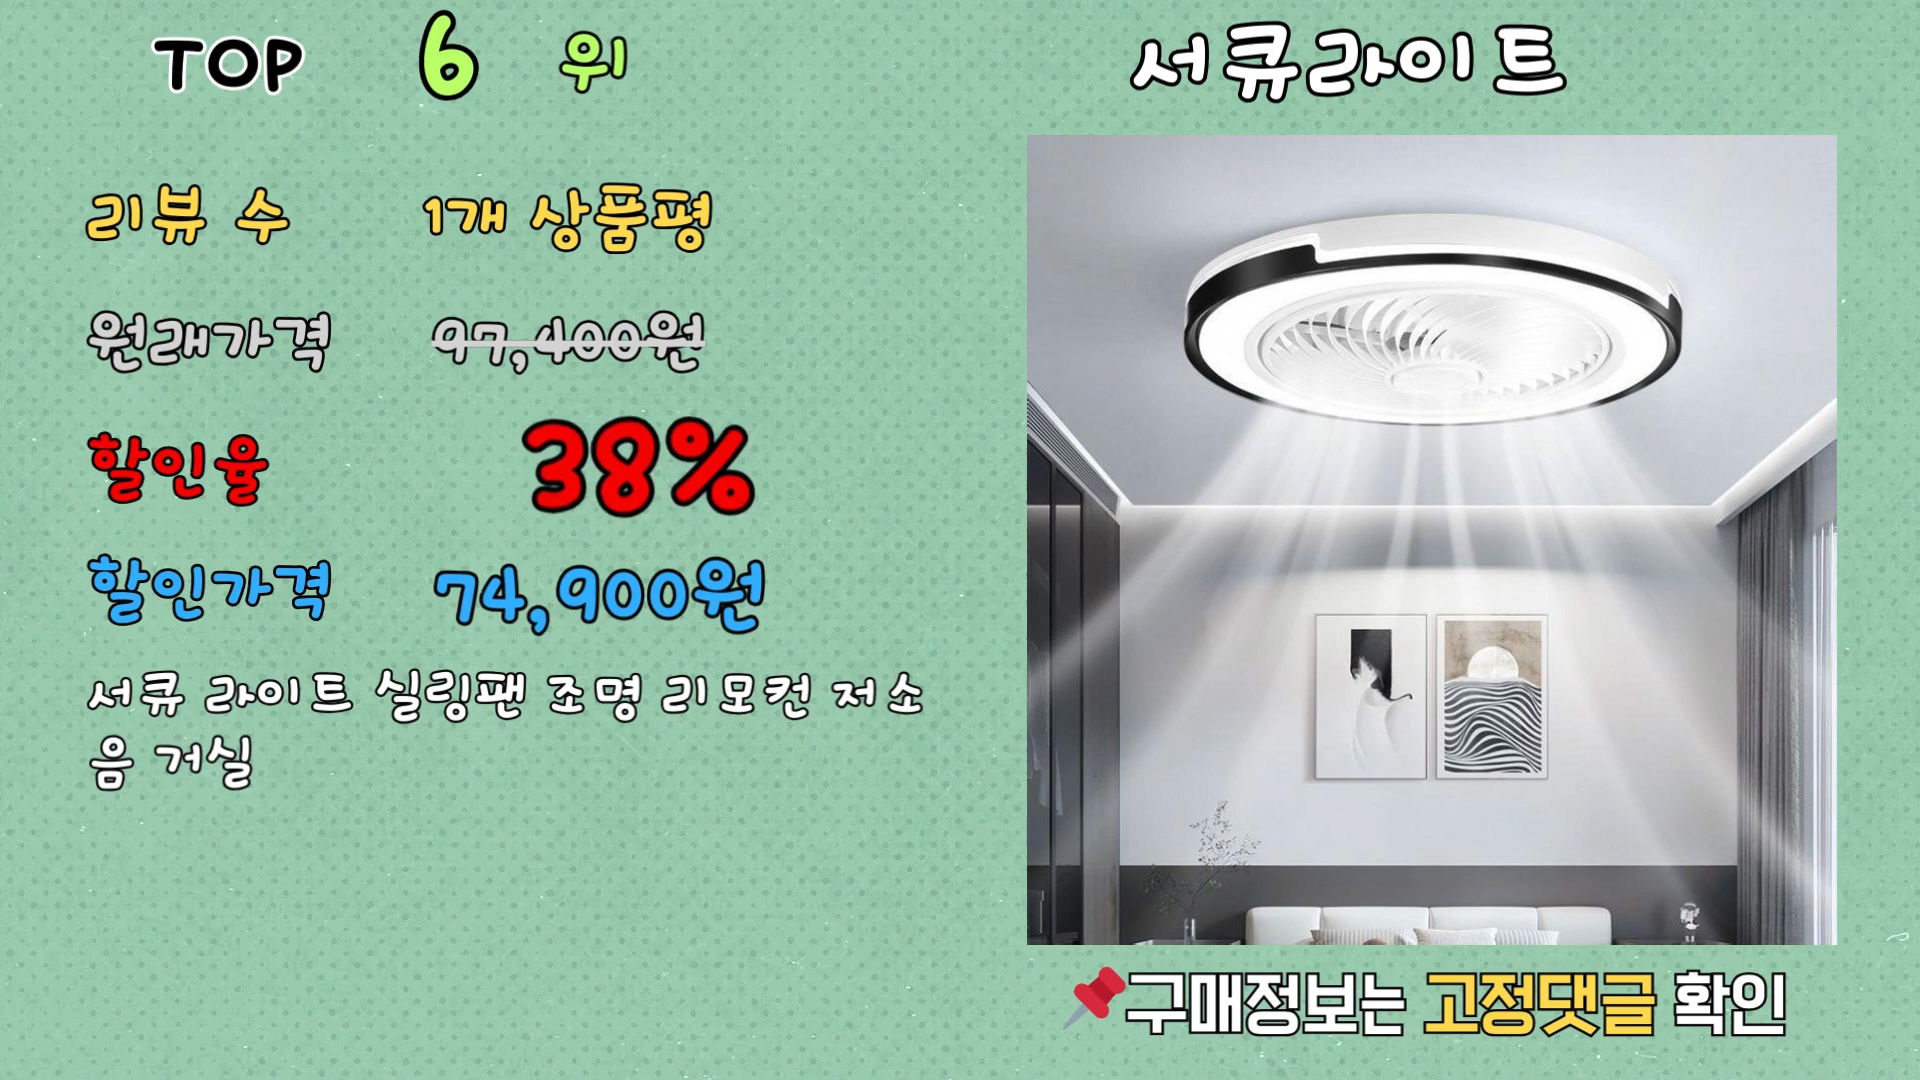 TOP 6 위
서큐라이트
리뷰 수 1개 상품평
원래가격 97,400원
할인율 38%
할인가격 74,900원
서큐 라이트 실링팬 조명 리모컨 저소
음 거실
📌구매정보는 고정댓글 확인